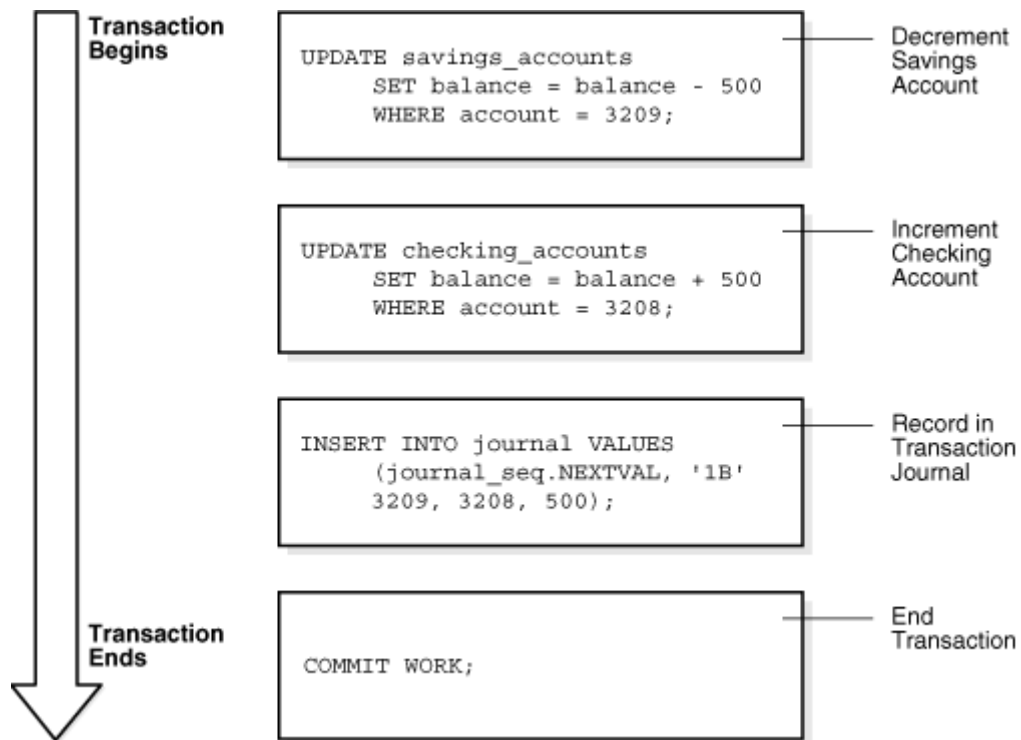 Transaction
Begins
UPDATE savings_accounts
SET balance = balance - 500
WHERE account = 3209;
Decrement
Savings
Account
UPDATE checking_accounts
SET balance = balance + 500
WHERE account = 3208;
Increment
Checking
Account
INSERT INTO journal VALUES
(journal_seq.NEXTVAL, '1B'
3209, 3208, 500);
Record in
Transaction
Journal
Transaction
Ends
COMMIT WORK;
End
Transaction